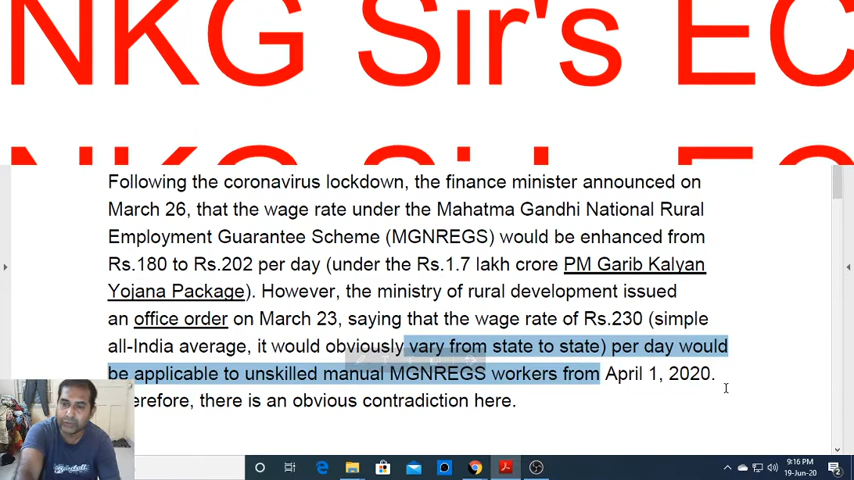 NKG Sir's EC
NKG Sir's EC
Following the coronavirus lockdown, the finance minister announced on
March 26, that the wage rate under the Mahatma Gandhi National Rural
Employment Guarantee Scheme (MGNREGS) would be enhanced from
Rs.180 to Rs.202 per day (under the Rs.1.7 lakh crore PM Garib Kalyan
Yojana Package). However, the ministry of rural development issued
an office order on March 23, saying that the wage rate of Rs.230 (simple
all-India average, it would obviously vary from state to state) per day would
be applicable to unskilled manual MGNREGS workers from April 1, 2020.
erefore, there is an obvious contradiction here.
9:16 PM
19-Jun-20
2